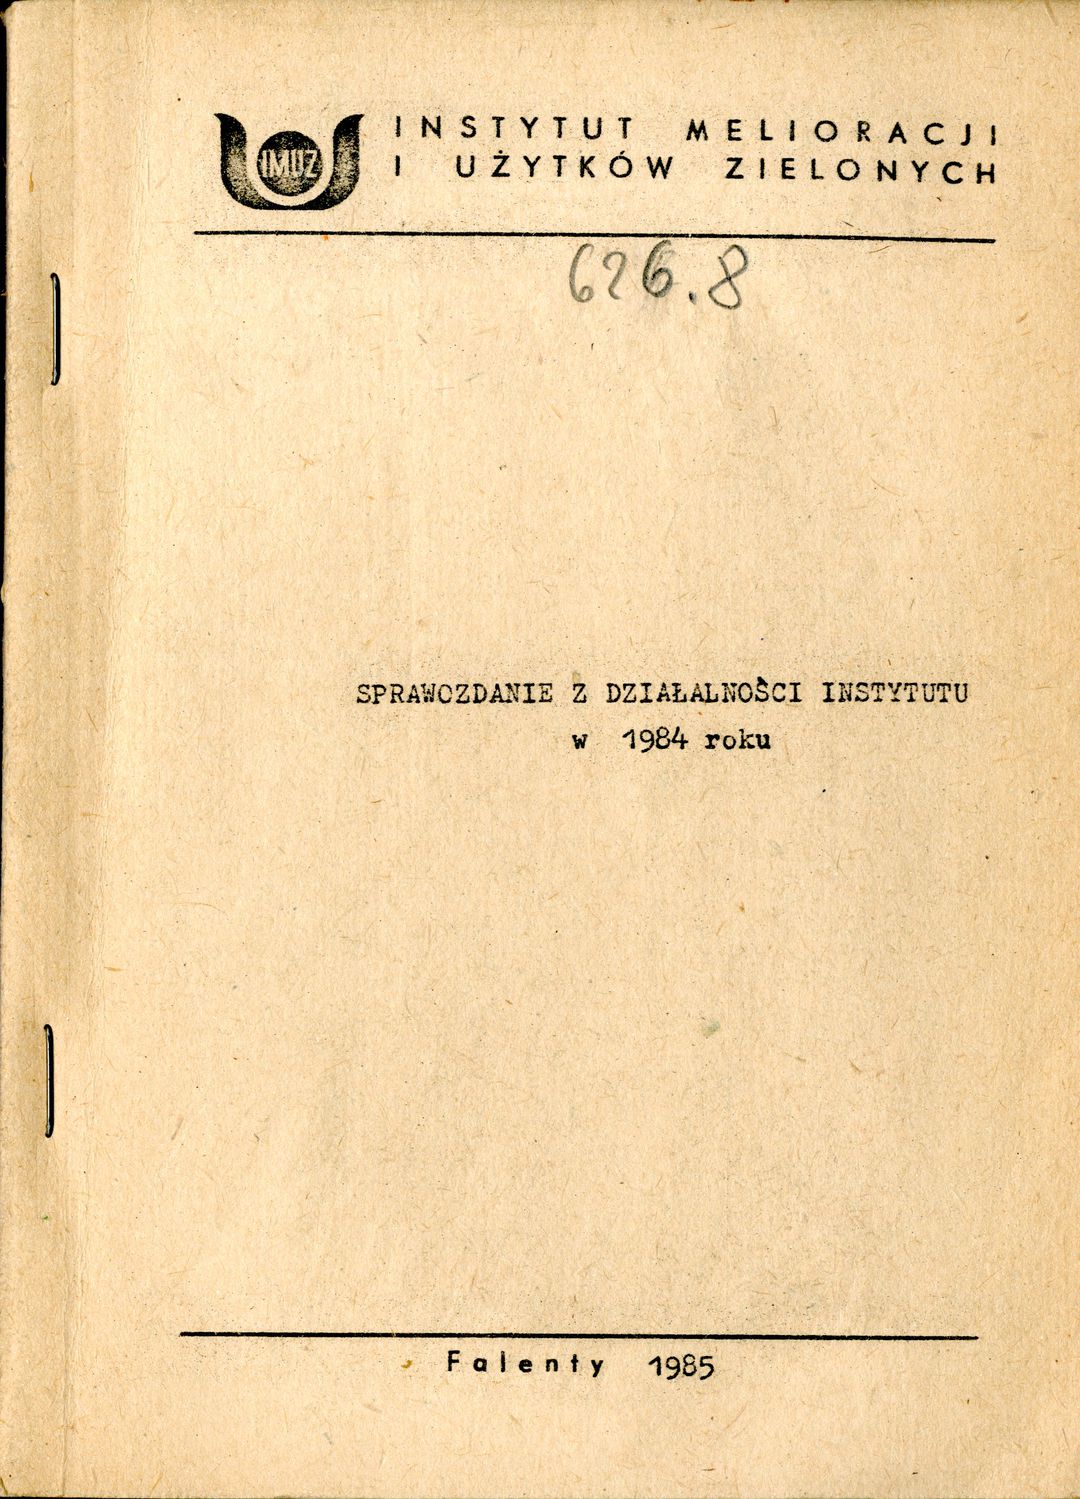 IMUZ
INSTYTUT MELIORACJI
I UŻYTKÓW ZIELONYCH
626.8
SPRAWOZDANIE Z DZIAŁALNOŚCI INSTYTUTU
w 1984 roku
Falenty 1985